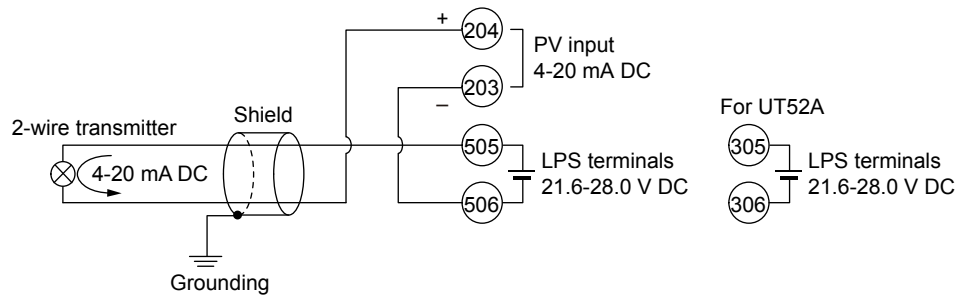 +
204
PV input
4-20 mA DC
203
–
Shield
For UT52A
2-wire transmitter
505
305
4-20 mA DC
LPS terminals
21.6-28.0 V DC
LPS terminals
21.6-28.0 V DC
506
306
Grounding